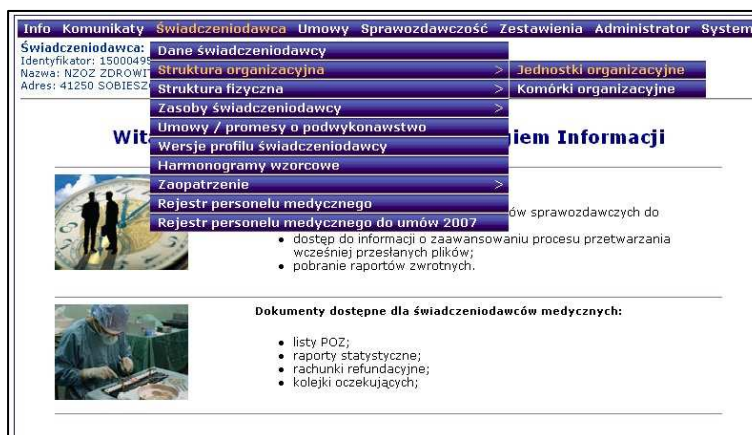 Info Komunikaty Świadczeniodawca Umowy Sprawozdawczość Zestawienia Administrator System
Świadczeniodawca:
Identyfikator: 15000495
Nazwa: NZOZ ZDROWI
Adres: 41250 SOBIESZ
Dane świadczeniodawcy
Struktura organizacyjna >
Jednostki organizacyjne
Struktura fizyczna >
Komórki organizacyjne
Zasoby świadczeniodawcy >
Umowy / promesy o podwykonawstwo
Wersje profilu świadczeniodawcy
Harmonogramy wzorcowe
Zaopatrzenie >
Rejestr personelu medycznego
Rejestr personelu medycznego do umów 2007
Wita iem Informacji
ów sprawozdawczych do
• dostęp do informacji o zaawansowaniu procesu przetwarzania
wcześniej przesłanych plików;
• pobranie raportów zwrotnych.
Dokumenty dostępne dla świadczeniodawców medycznych:
• listy POZ;
• raporty statystyczne;
• rachunki refundacyjne;
• kolejki oczekujących;